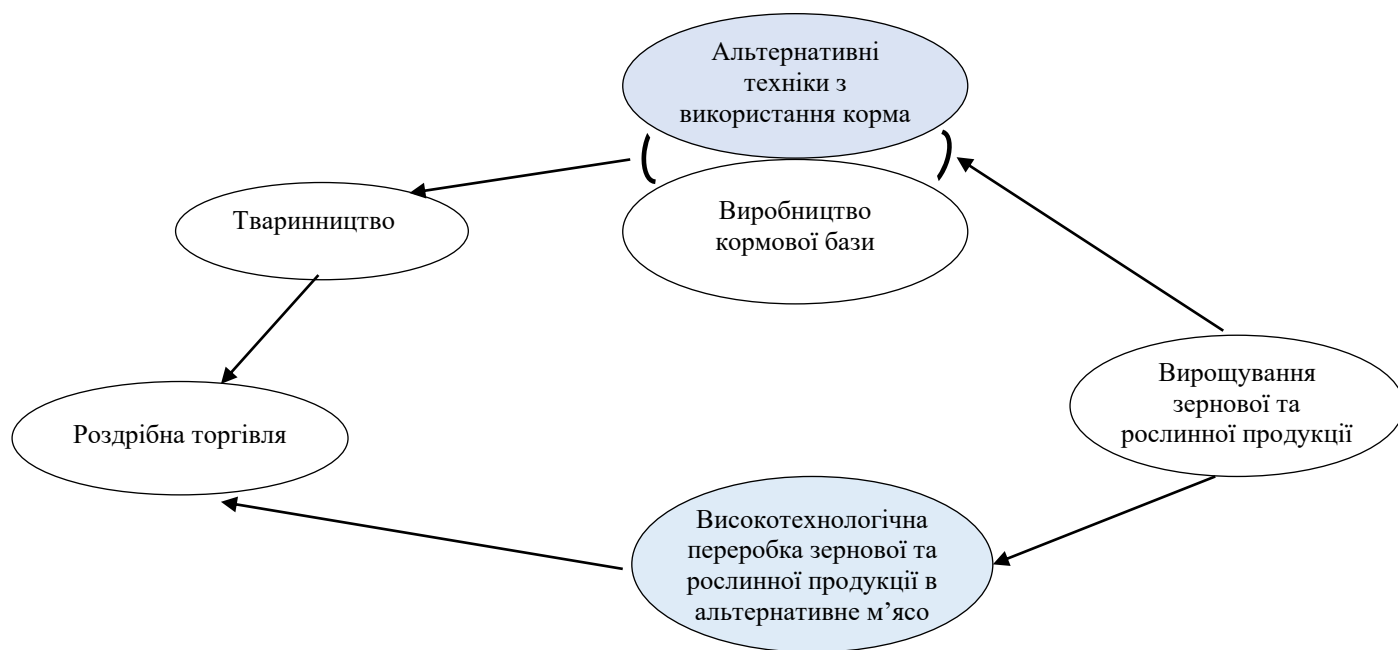 Альтернативні
техніки з
використання корма
Тваринництво
Виробництво
кормової бази
Вирощування
зернової та
рослинної продукції
Роздрібна торгівля
Високотехнологічна
переробка зернової та
рослинної продукції в
альтернативне м’ясо